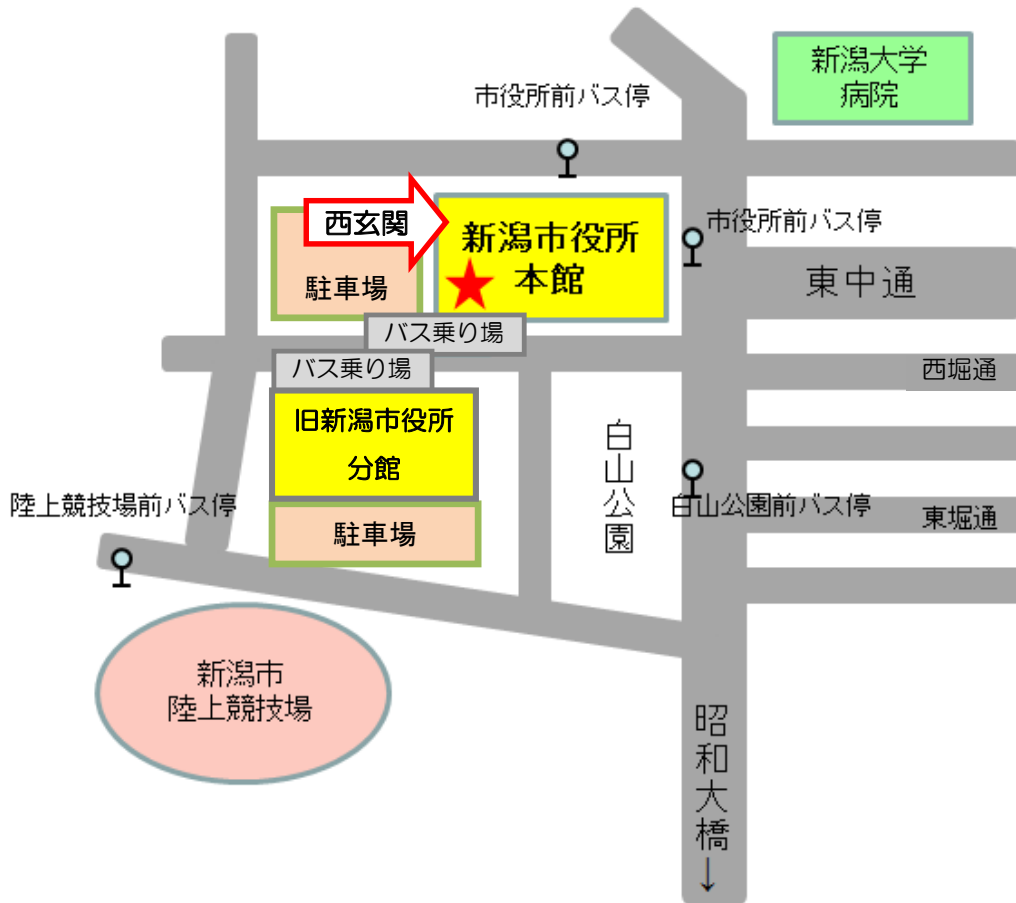 新潟大学
病院
市役所前バス停
西玄関
新潟市役所
本館
市役所前バス停
駐車場
東中通
バス乗り場
バス乗り場
西堀通
旧新潟市役所
分館
白山公園
陸上競技場前バス停
白山公園前バス停
東堀通
駐車場
新潟市
陸上競技場
昭和大橋↓